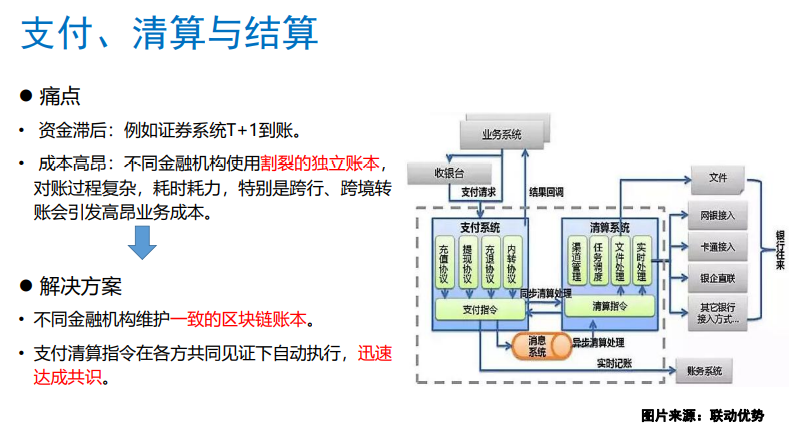 支付、清算与结算
● 痛点
• 资金滞后：例如证券系统T+1到账。
• 成本高昂：不同金融机构使用割裂的独立账本，
对账过程复杂，耗时耗力，特别是跨行、跨境转
账会引发高昂业务成本。
● 解决方案
• 不同金融机构维护一致的区块链账本。
• 支付清算指令在各方共同见证下自动执行，迅速
达成共识。
业务系统
收银台
支付请求
结果回调
支付系统
充值协议
提现协议
充退协议
内转协议
支付指令
同步清算处理
清算系统
渠道管理
任务调度
文件处理
实时处理
清算指令
消息
系统
异步清算处理
实时记账
文件
网银接入
卡通接入
银企直联
其它银行
接入方式...
银行往来
账务系统
图片来源：联动优势